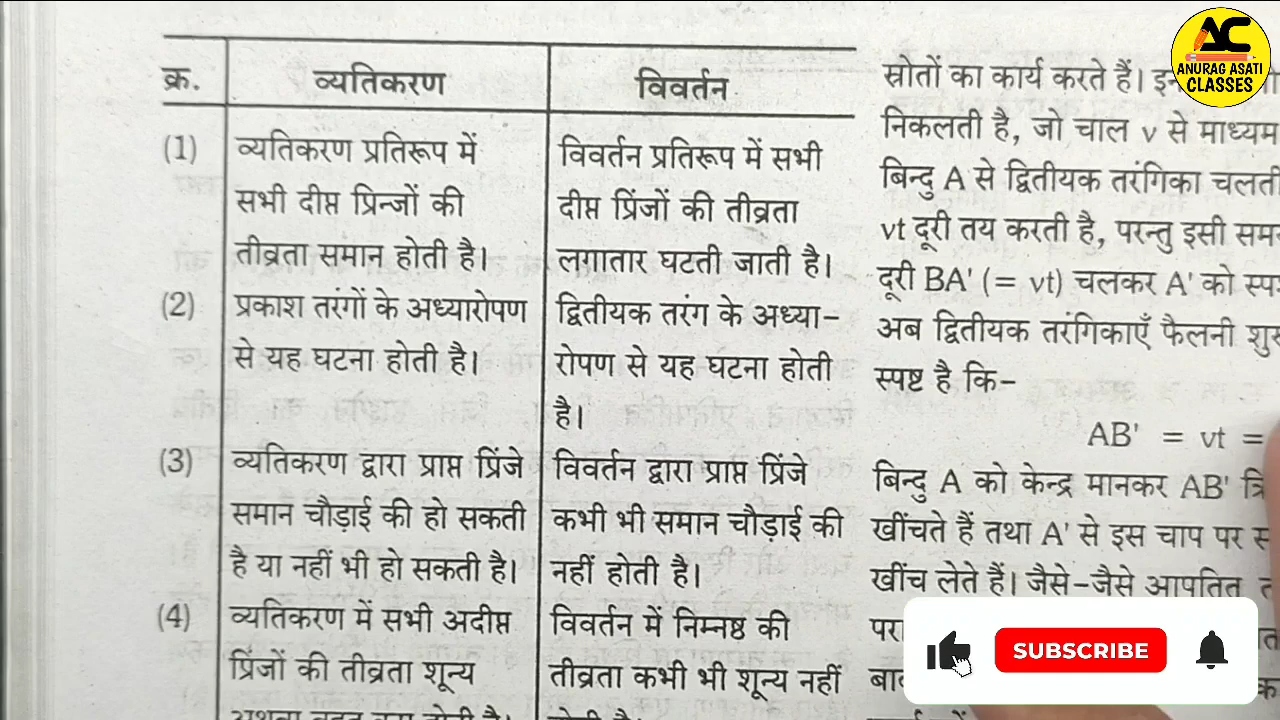 क्र. व्यतिकरण विवर्तन
(1) व्यतिकरण प्रतिरूप में
सभी दीप्त प्रिन्जों की
तीव्रता समान होती है।
विवर्तन प्रतिरूप में सभी
दीप्त प्रिंजों की तीव्रता
लगातार घटती जाती है।
(2) प्रकाश तरंगों के अध्यारोपण
से यह घटना होती है।
द्वितीयक तरंग के अध्या-
रोपण से यह घटना होती
है।
(3) व्यतिकरण द्वारा प्राप्त प्रिंजे
समान चौड़ाई की हो सकती
है या नहीं भी हो सकती है।
विवर्तन द्वारा प्राप्त प्रिंजे
कभी भी समान चौड़ाई की
नहीं होती है।
(4) व्यतिकरण में सभी अदीप्त
प्रिंजों की तीव्रता शून्य
विवर्तन में निम्नष्ठ की
तीव्रता कभी भी शून्य नहीं
स्रोतों का कार्य करते हैं।
निकलती है, जो चाल v से माध्यम
बिन्दु A से द्वितीयक तरंगिका चलती
vt दूरी तय करती है, परन्तु इसी
दूरी BA' (= vt) चलकर A' को
अब द्वितीयक तरंगिकाएँ फैलनी
स्पष्ट है कि-
AB' = vt =
बिन्दु A को केन्द्र मानकर AB'
खींचते हैं तथा A' से इस चाप पर
खींच लेते हैं। जैसे-जैसे आपतित
AC
ANURAG ASATI
CLASSES
SUBSCRIBE